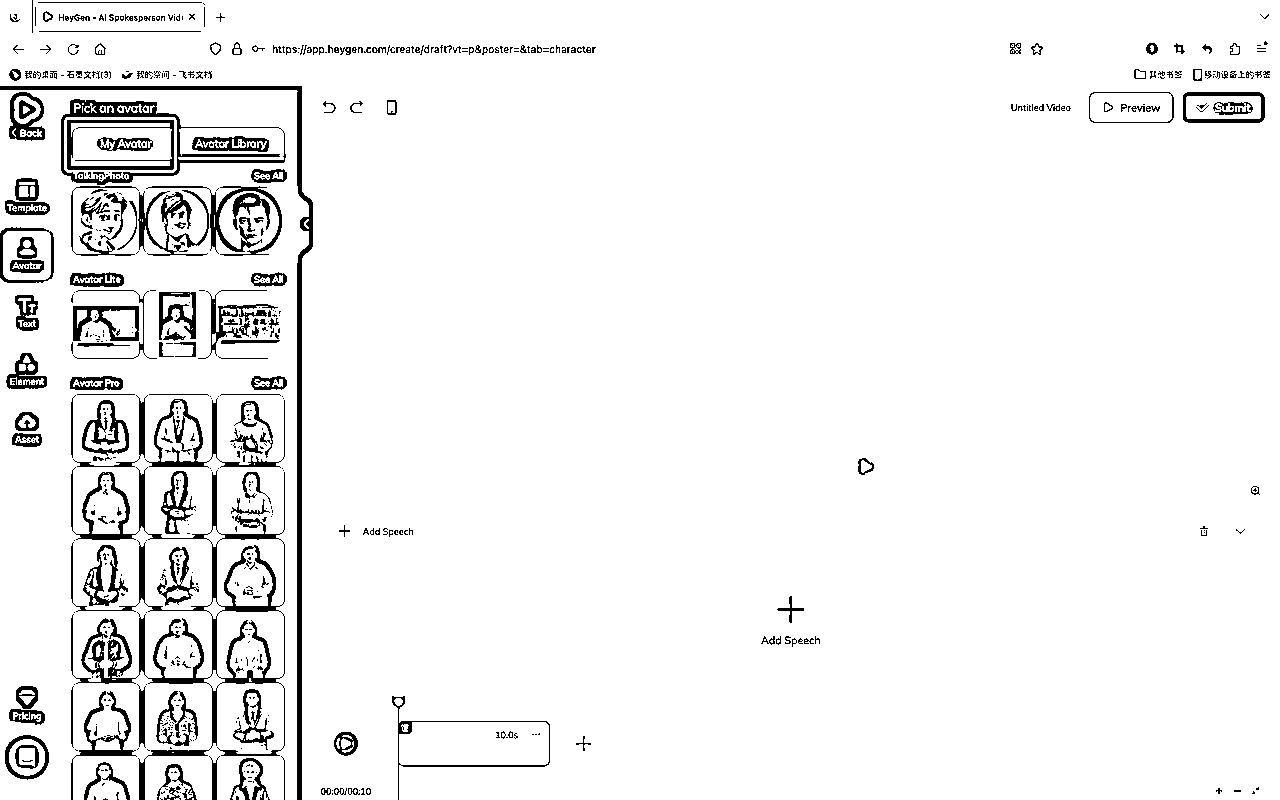 HeyGen - AI Spokesperson Vide
https://app.heygen.com/create/draft?vt=p&poster=&tab=character
我的桌面 - 石墨文档(3)
我的空间 - 飞书文档
其他书签
移动设备上的书签
Back
Pick an avatar
Untitled Video
Preview
Submit
My Avatar
Avatar Library
TalkingPhoto
See All
Template
Avatar
Avatar Lite
See All
Text
Element
Avatar Pro
See All
Asset
Add Speech
Add Speech
Pricing
10.0s
00:00/00:10